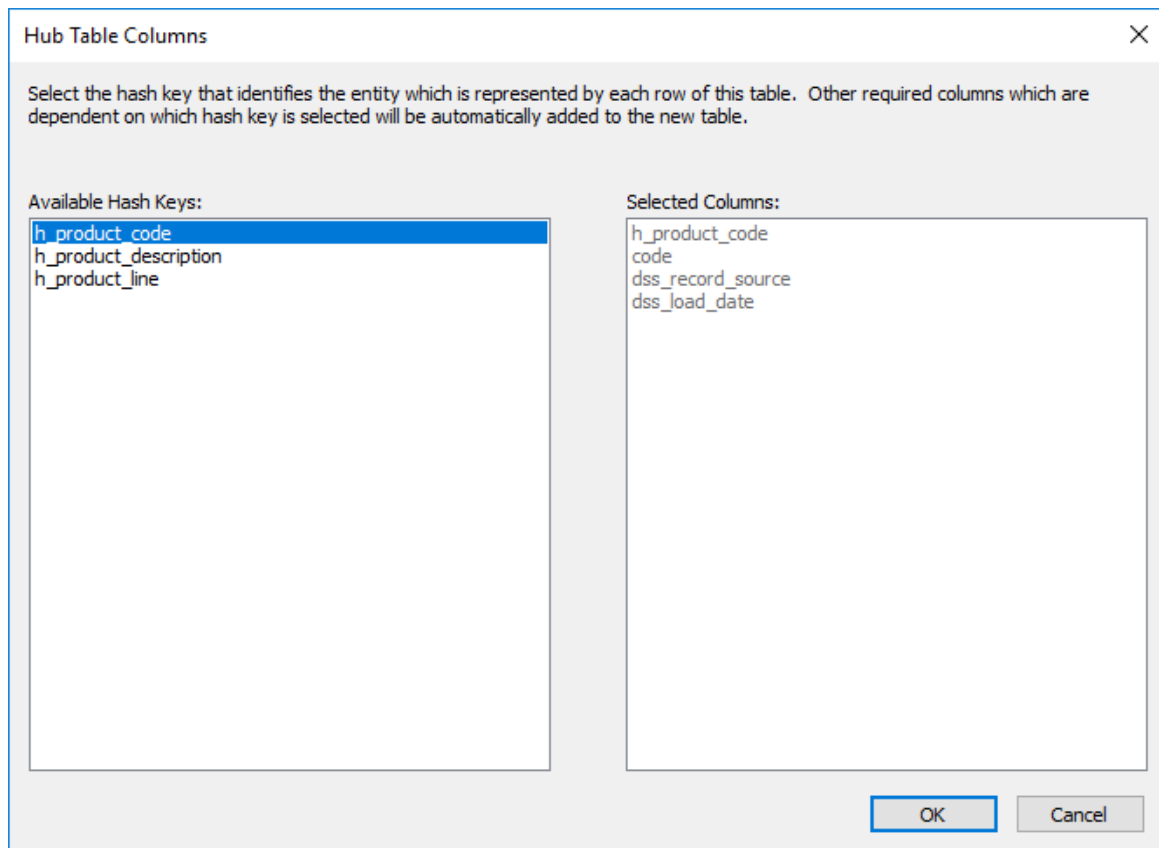 Hub Table Columns
Select the hash key that identifies the entity which is represented by each row of this table.  Other required columns which are
dependent on which hash key is selected will be automatically added to the new table.
Available Hash Keys:
h_product_code
h_product_description
h_product_line
Selected Columns:
h_product_code
code
dss_record_source
dss_load_date
OK
Cancel